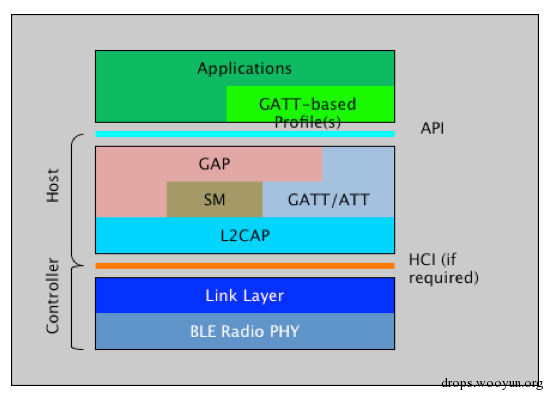 Applications
GATT-based
Profile(s)
API
Host
GAP
SM
GATT/ATT
L2CAP
HCI (if
required)
Controller
Link Layer
BLE Radio PHY
drops.wooyun.org